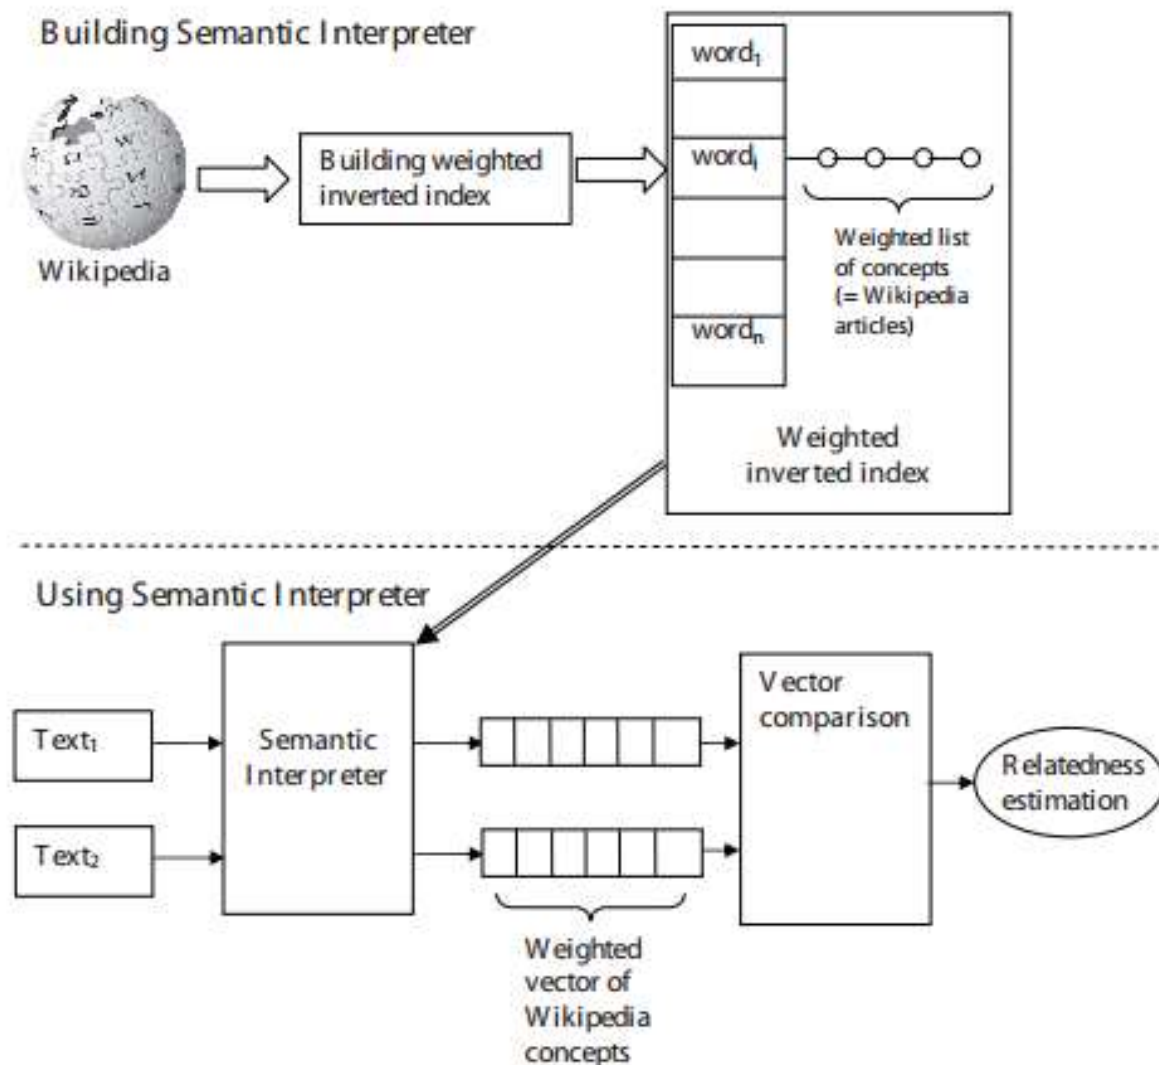 Building Semantic Interpreter
Wikipedia
Building weighted
inverted index
word₁
wordᵢ
wordₙ
Weighted list
of concepts
(= Wikipedia
articles)
Weighted
inverted index
Using Semantic Interpreter
Text₁
Text₂
Semantic
Interpreter
Weighted
vector of
Wikipedia
concepts
Vector
comparison
Relatedness
estimation